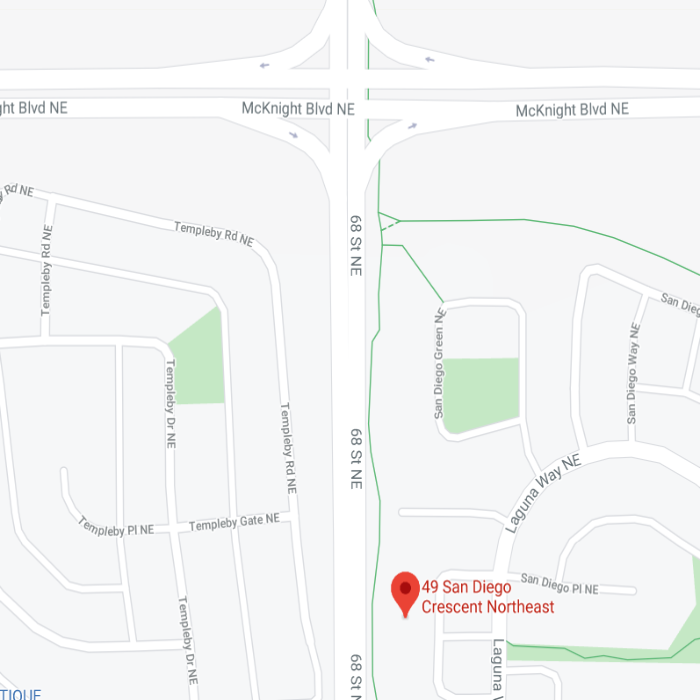 ght Blvd NE
McKnight Blvd NE
McKnight Blvd NE
Rd NE
Templeby Rd NE
Templeby Rd NE
68 St NE
San Dieg
San Diego Green NE
San Diego Way NE
Templeby Dr NE
Templeby Rd NE
68 St NE
Laguna Way NE
Templeby Pl NE
Templeby Gate NE
49 San Diego
Crescent Northeast
San Diego Pl NE
Templeby Dr NE
68 St N
Laguna W
TIQUE